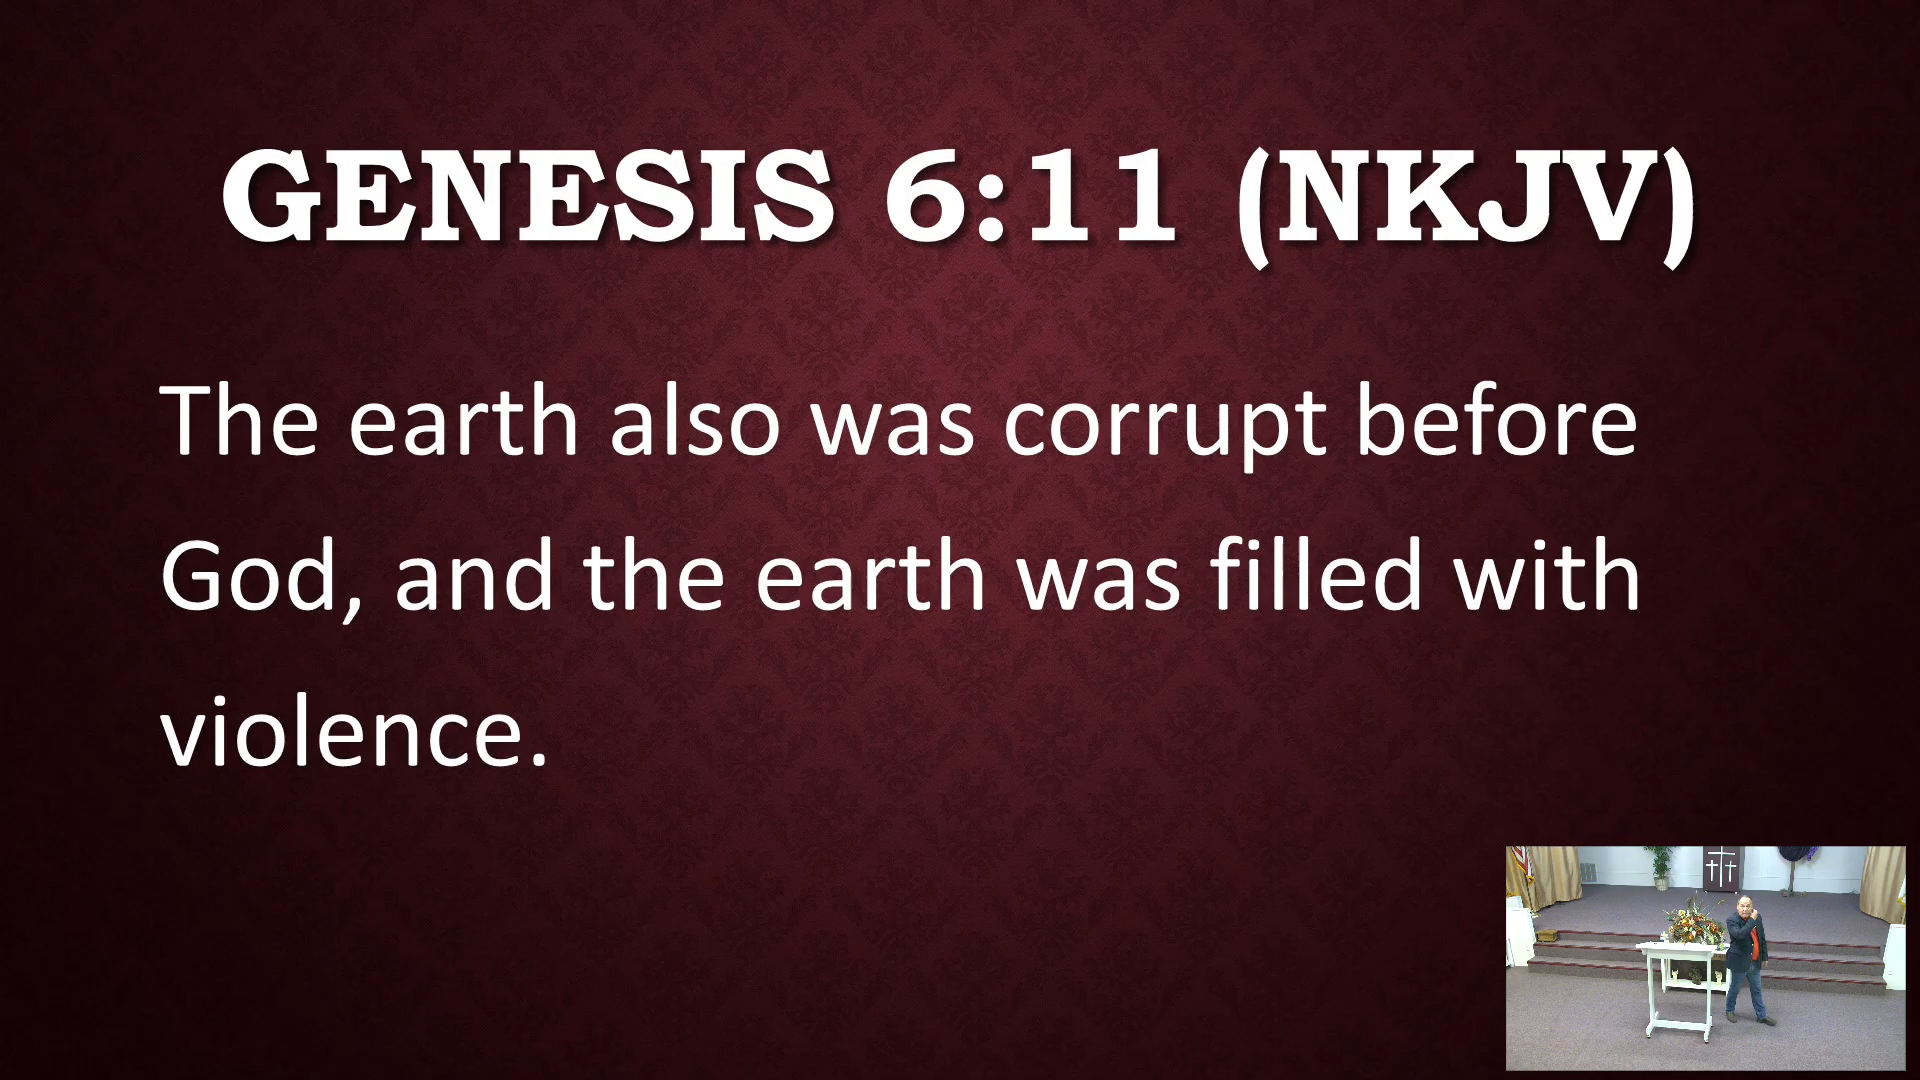 GENESIS 6:11 (NKJV)
The earth also was corrupt before
God, and the earth was filled with
violence.